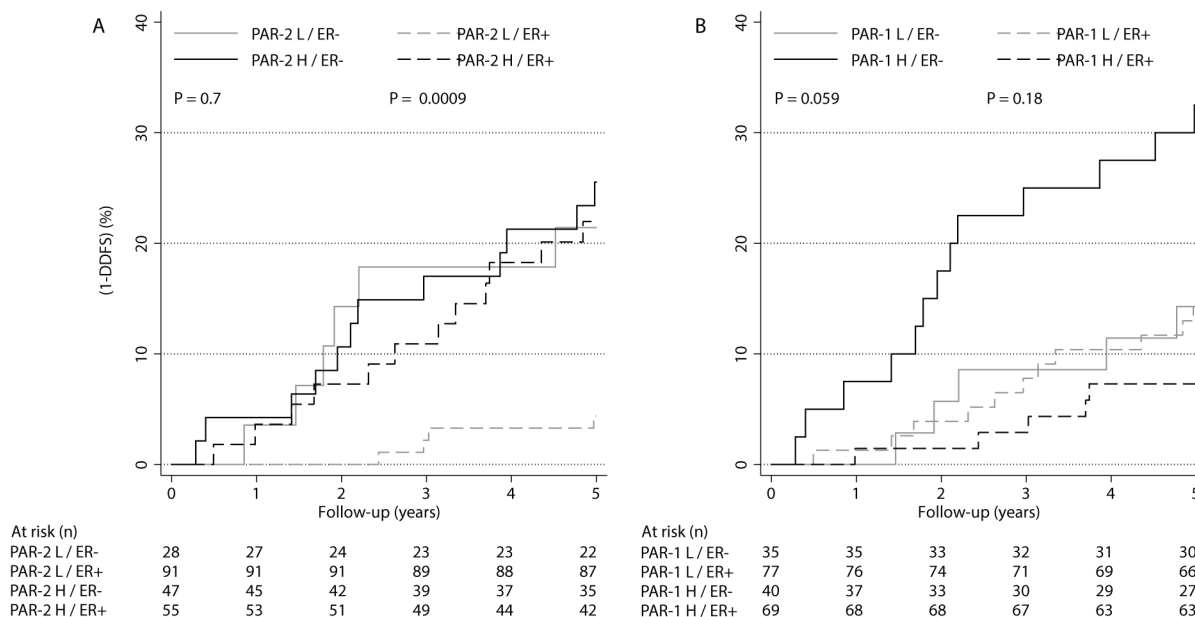 A
PAR-2 L / ER- PAR-2 L / ER+
PAR-2 H / ER- PAR-2 H / ER+
P = 0.7 P = 0.0009
(1-DDFS) (%)
40
30
20
10
0
0 1 2 3 4 5
Follow-up (years)
At risk (n)
PAR-2 L / ER- 28 27 24 23 23 22
PAR-2 L / ER+ 91 91 91 89 88 87
PAR-2 H / ER- 47 45 42 39 37 35
PAR-2 H / ER+ 55 53 51 49 44 42
B
PAR-1 L / ER- PAR-1 L / ER+
PAR-1 H / ER- PAR-1 H / ER+
P = 0.059 P = 0.18
40
30
20
10
0
0 1 2 3 4 5
Follow-up (years)
At risk (n)
PAR-1 L / ER- 35 35 33 32 31 30
PAR-1 L / ER+ 77 76 74 71 69 66
PAR-1 H / ER- 40 37 33 30 29 27
PAR-1 H / ER+ 69 68 68 67 63 63